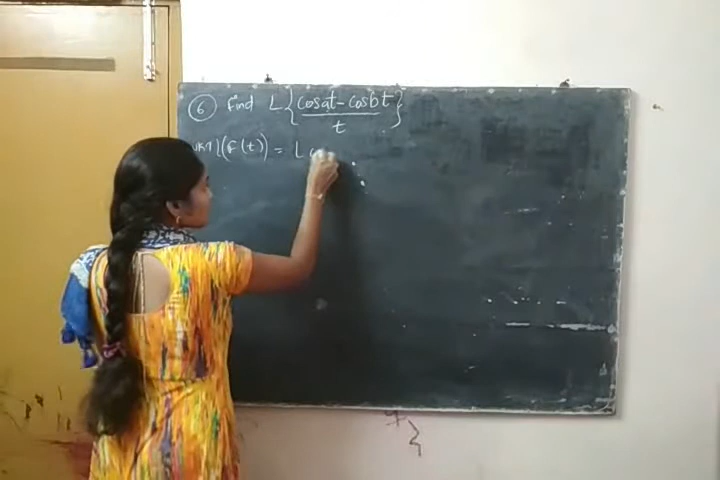 ⑥ Find L{cosat - cosbt / t}
L(f(t)) = L